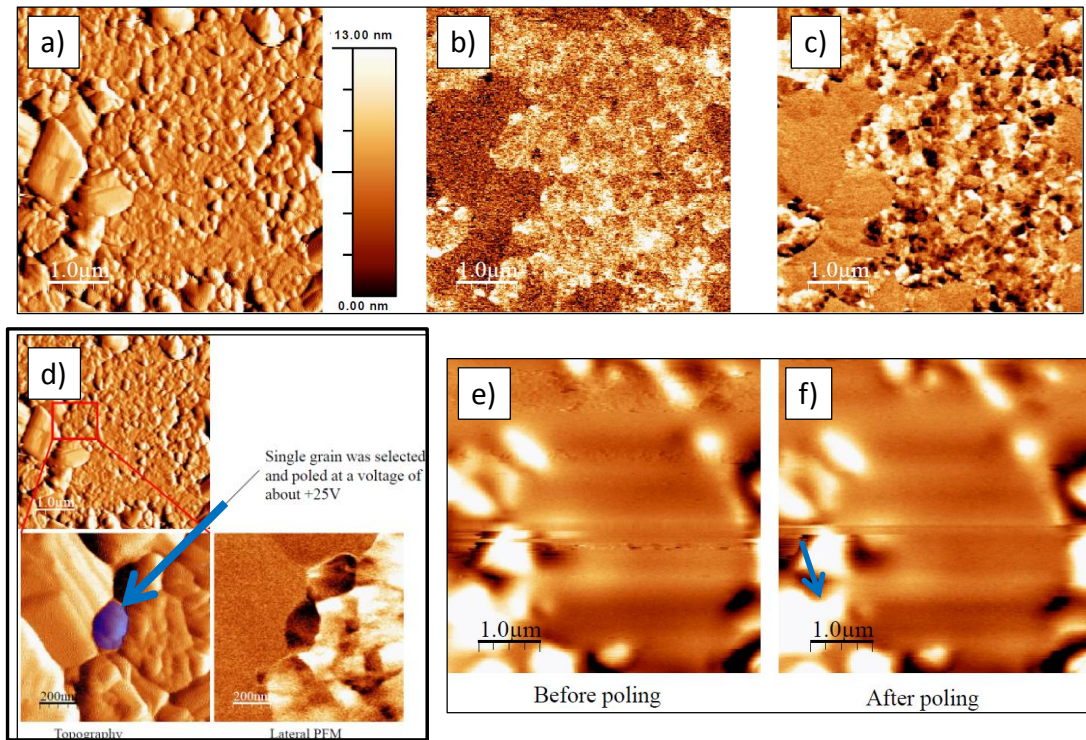 a)
13.00 nm
0.00 nm
1.0µm
b)
1.0µm
c)
1.0µm
d)
1.0µm
Single grain was selected
and poled at a voltage of
about +25V
200nm
200nm
Topography
Lateral PFM
e)
1.0µm
Before poling
f)
1.0µm
After poling